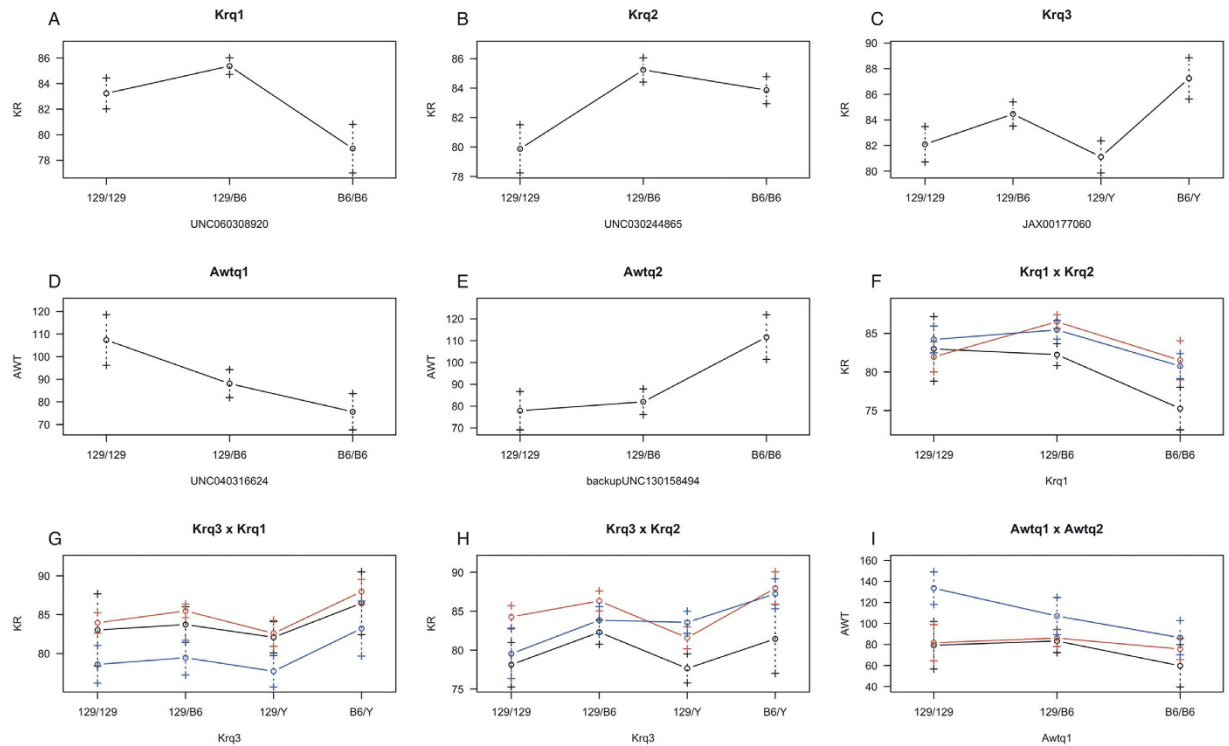 A
Krq1
KR
86
84
82
80
78
129/129 129/B6 B6/B6
UNC060308920
B
Krq2
KR
86
84
82
80
78
129/129 129/B6 B6/B6
UNC030244865
C
Krq3
KR
90
88
86
84
82
80
129/129 129/B6 129/Y B6/Y
JAX00177060
D
Awtq1
AWT
120
110
100
90
80
70
129/129 129/B6 B6/B6
UNC040316624
E
Awtq2
AWT
120
110
100
90
80
70
129/129 129/B6 B6/B6
backupUNC130158494
F
Krq1 x Krq2
KR
85
80
75
129/129 129/B6 B6/B6
Krq1
G
Krq3 x Krq1
KR
90
85
80
129/129 129/B6 129/Y B6/Y
Krq3
H
Krq3 x Krq2
KR
90
85
80
75
129/129 129/B6 129/Y B6/Y
Krq3
I
Awtq1 x Awtq2
AWT
160
140
120
100
80
60
40
129/129 129/B6 B6/B6
Awtq1